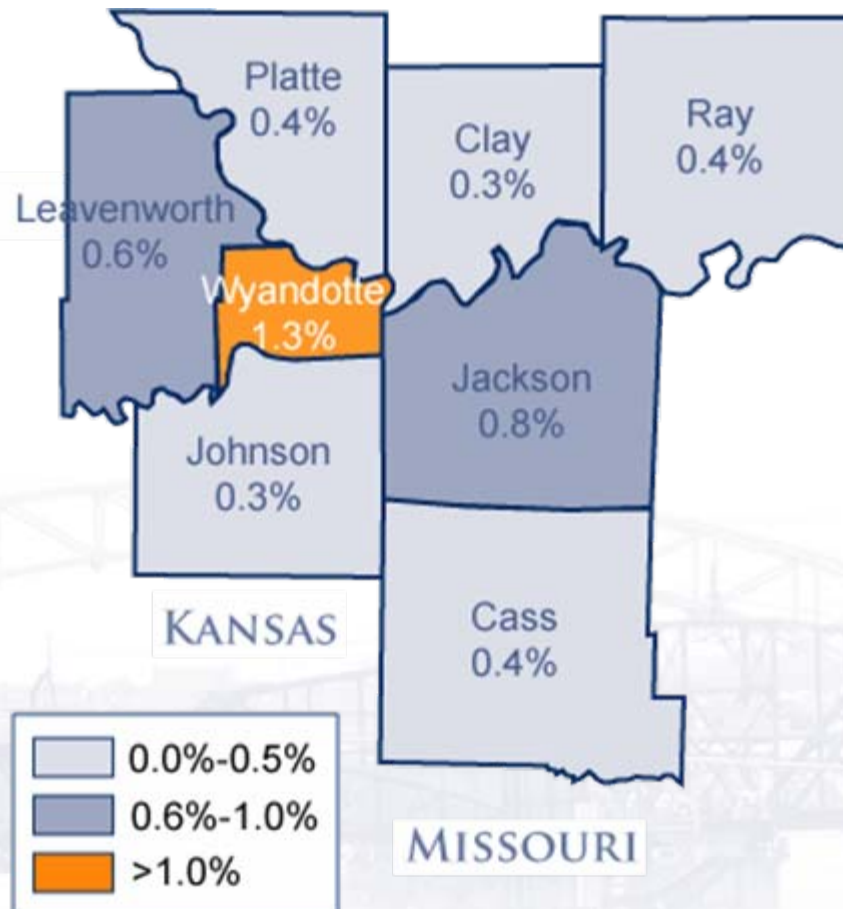 Platte
0.4%
Clay
0.3%
Ray
0.4%
Leavenworth
0.6%
Wyandotte
1.3%
Jackson
0.8%
Johnson
0.3%
KANSAS
Cass
0.4%
0.0%-0.5%
0.6%-1.0%
>1.0%
MISSOURI